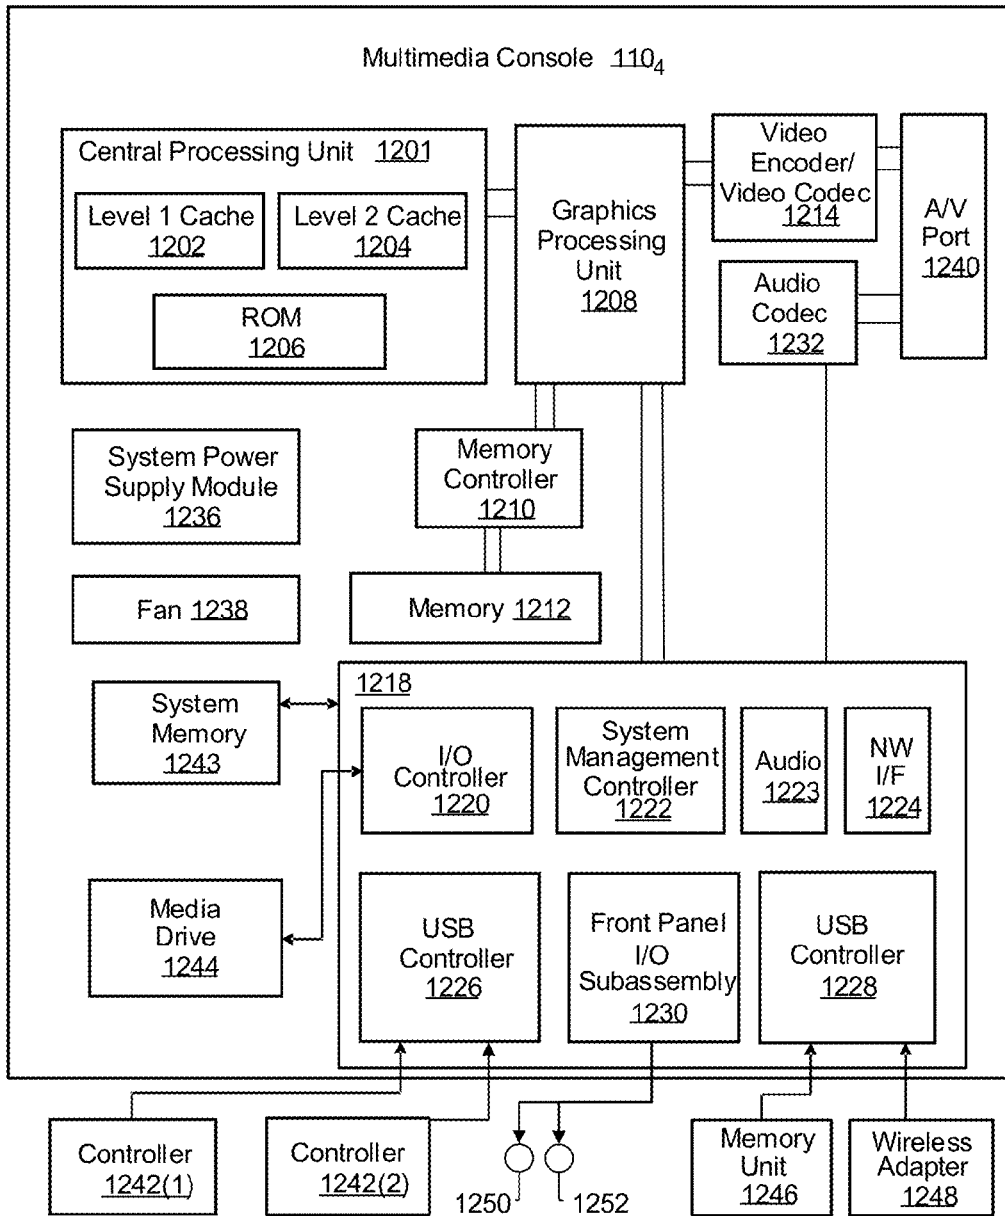 Multimedia Console 110₄
Central Processing Unit 1201
Level 1 Cache
1202
Level 2 Cache
1204
ROM
1206
Graphics
Processing
Unit
1208
Video
Encoder/
Video Codec
1214
A/V
Port
1240
Audio
Codec
1232
System Power
Supply Module
1236
Memory
Controller
1210
Fan 1238
Memory 1212
System
Memory
1243
1218
I/O
Controller
1220
System
Management
Controller
1222
Audio
1223
NW
I/F
1224
Media
Drive
1244
USB
Controller
1226
Front Panel
I/O
Subassembly
1230
USB
Controller
1228
Controller
1242(1)
Controller
1242(2)
1250
1252
Memory
Unit
1246
Wireless
Adapter
1248